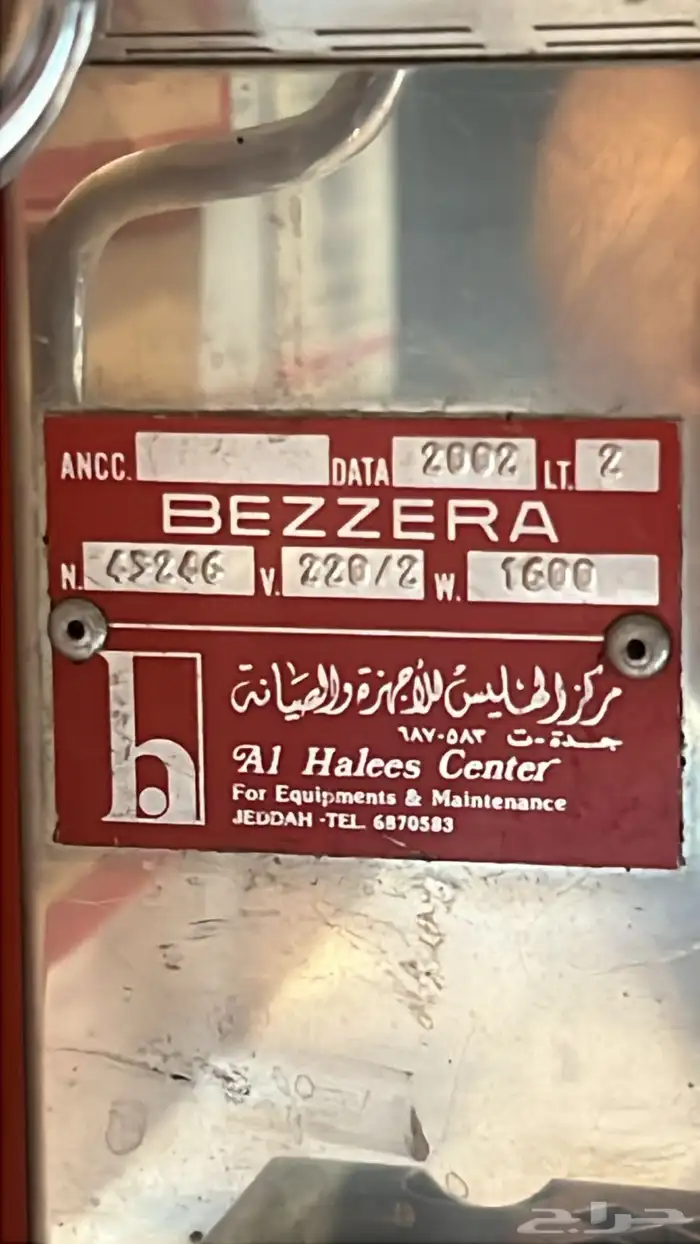 ANCC. DATA 2002 LT. 2
BEZZERA
N. 45246 V. 220/2 W. 1600
مركز الهليس للأجهزة والصيانة
جدة - ت ٦٨٧٠٥٨٣
h
Al Halees Center
For Equipments & Maintenance
JEDDAH - TEL 6870583
حراج